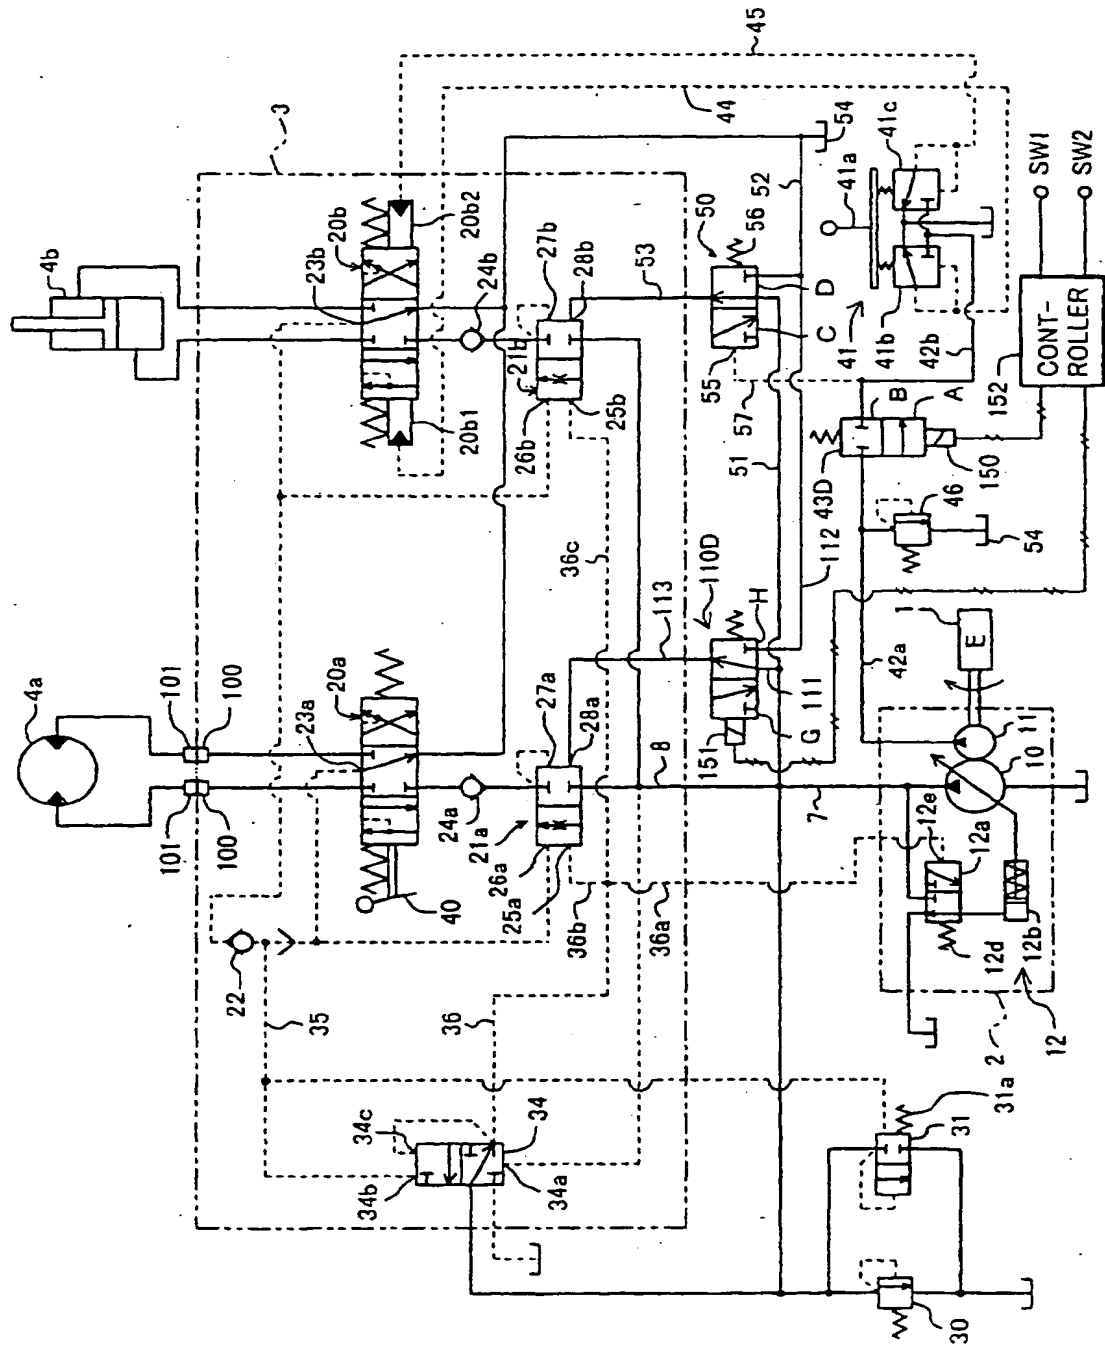 4a
4b
3
45
44
101
100
101
100
20a
23a
20b
23b
20b1
20b2
24b
24a
22
40
35
36
34c
34b
34a
34
21a
26a
25a
27a
28a
36b
36a
36c
26b
21b
25b
27b
28b
53
50
52
54
56
55
57
51
D
C
41
41a
41b
41c
42b
B
A
43D
150
46
54
152
CONT-
ROLLER
SW1
SW2
113
110D
H
111
G
151
112
8
7
42a
1
E
11
10
12e
12a
12d
12b
12
2
31a
31
30